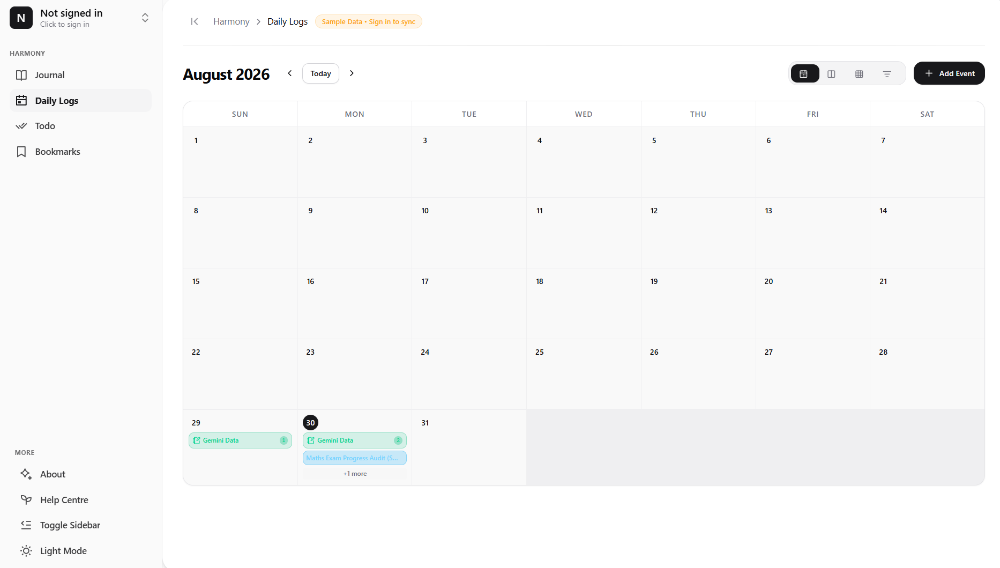 N
Not signed in
Click to sign in
HARMONY
Journal
Daily Logs
Todo
Bookmarks
MORE
About
Help Centre
Toggle Sidebar
Light Mode
Harmony > Daily Logs Sample Data • Sign in to sync
August 2026 < Today > + Add Event
SUN MON TUE WED THU FRI SAT
1 2 3 4 5 6 7
8 9 10 11 12 13 14
15 16 17 18 19 20 21
22 23 24 25 26 27 28
29 30 31
Gemini Data 1 Gemini Data 2
Maths Exam Progress Audit (S...
+1 more